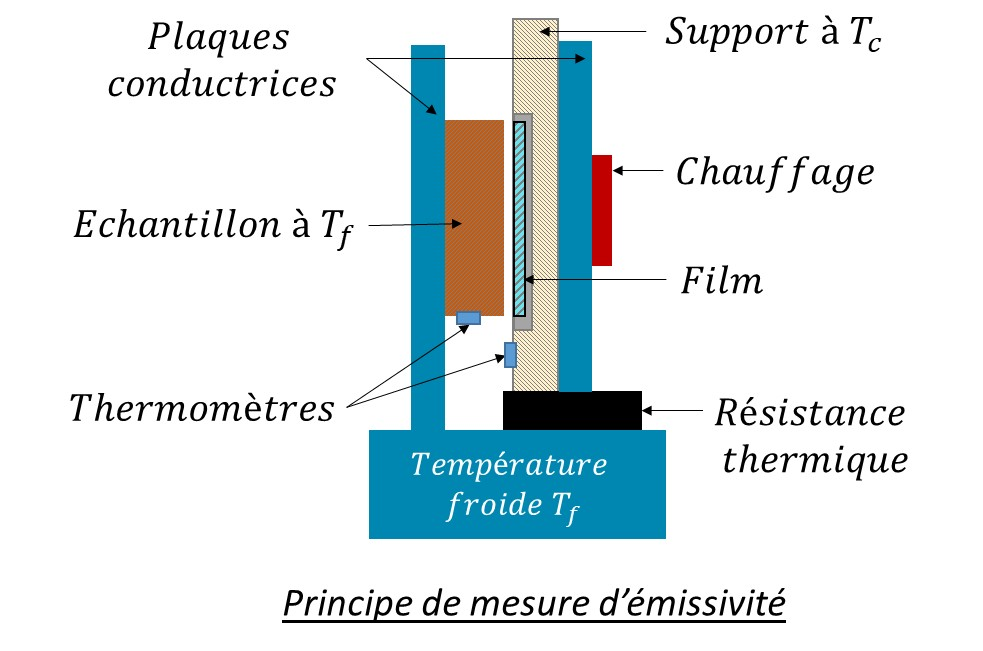 Plaques
conductrices
Support à T_c
Chauffage
Echantillon à T_f
Film
Thermomètres
Résistance
thermique
Température
froide T_f
Principe de mesure d'émissivité